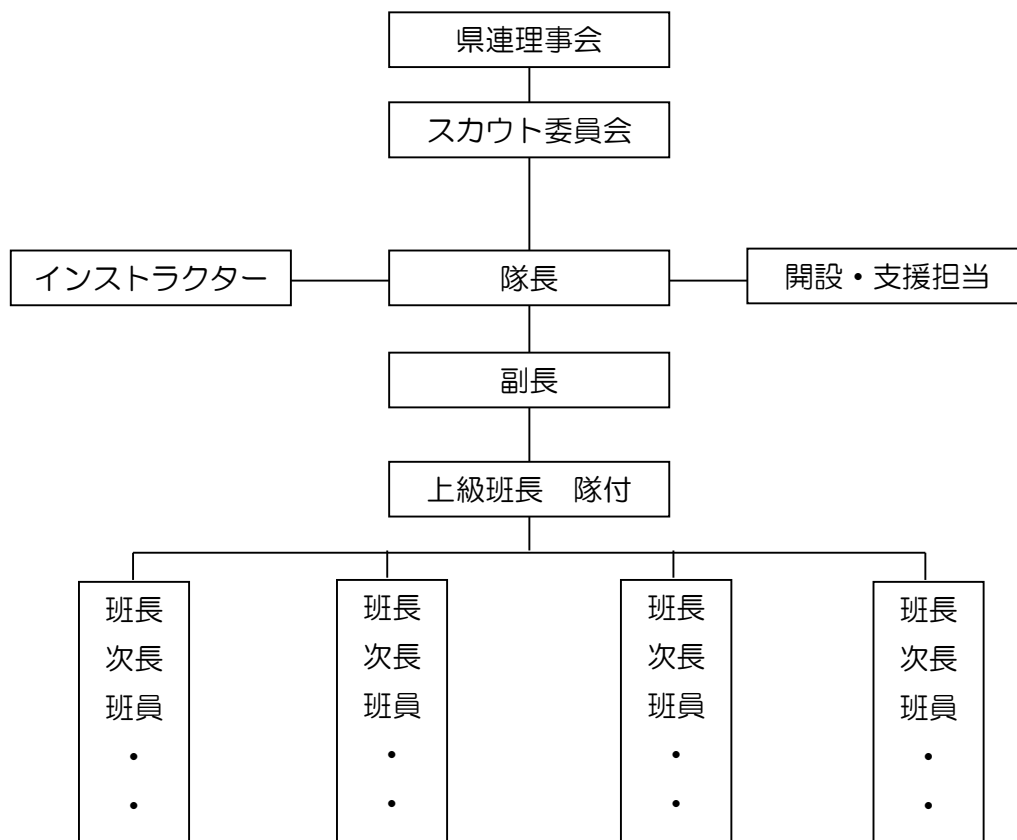 県連理事会
スカウト委員会
インストラクター
隊長
開設・支援担当
副長
上級班長　隊付
班長
次長
班員
・
・
班長
次長
班員
・
・
班長
次長
班員
・
・
班長
次長
班員
・
・